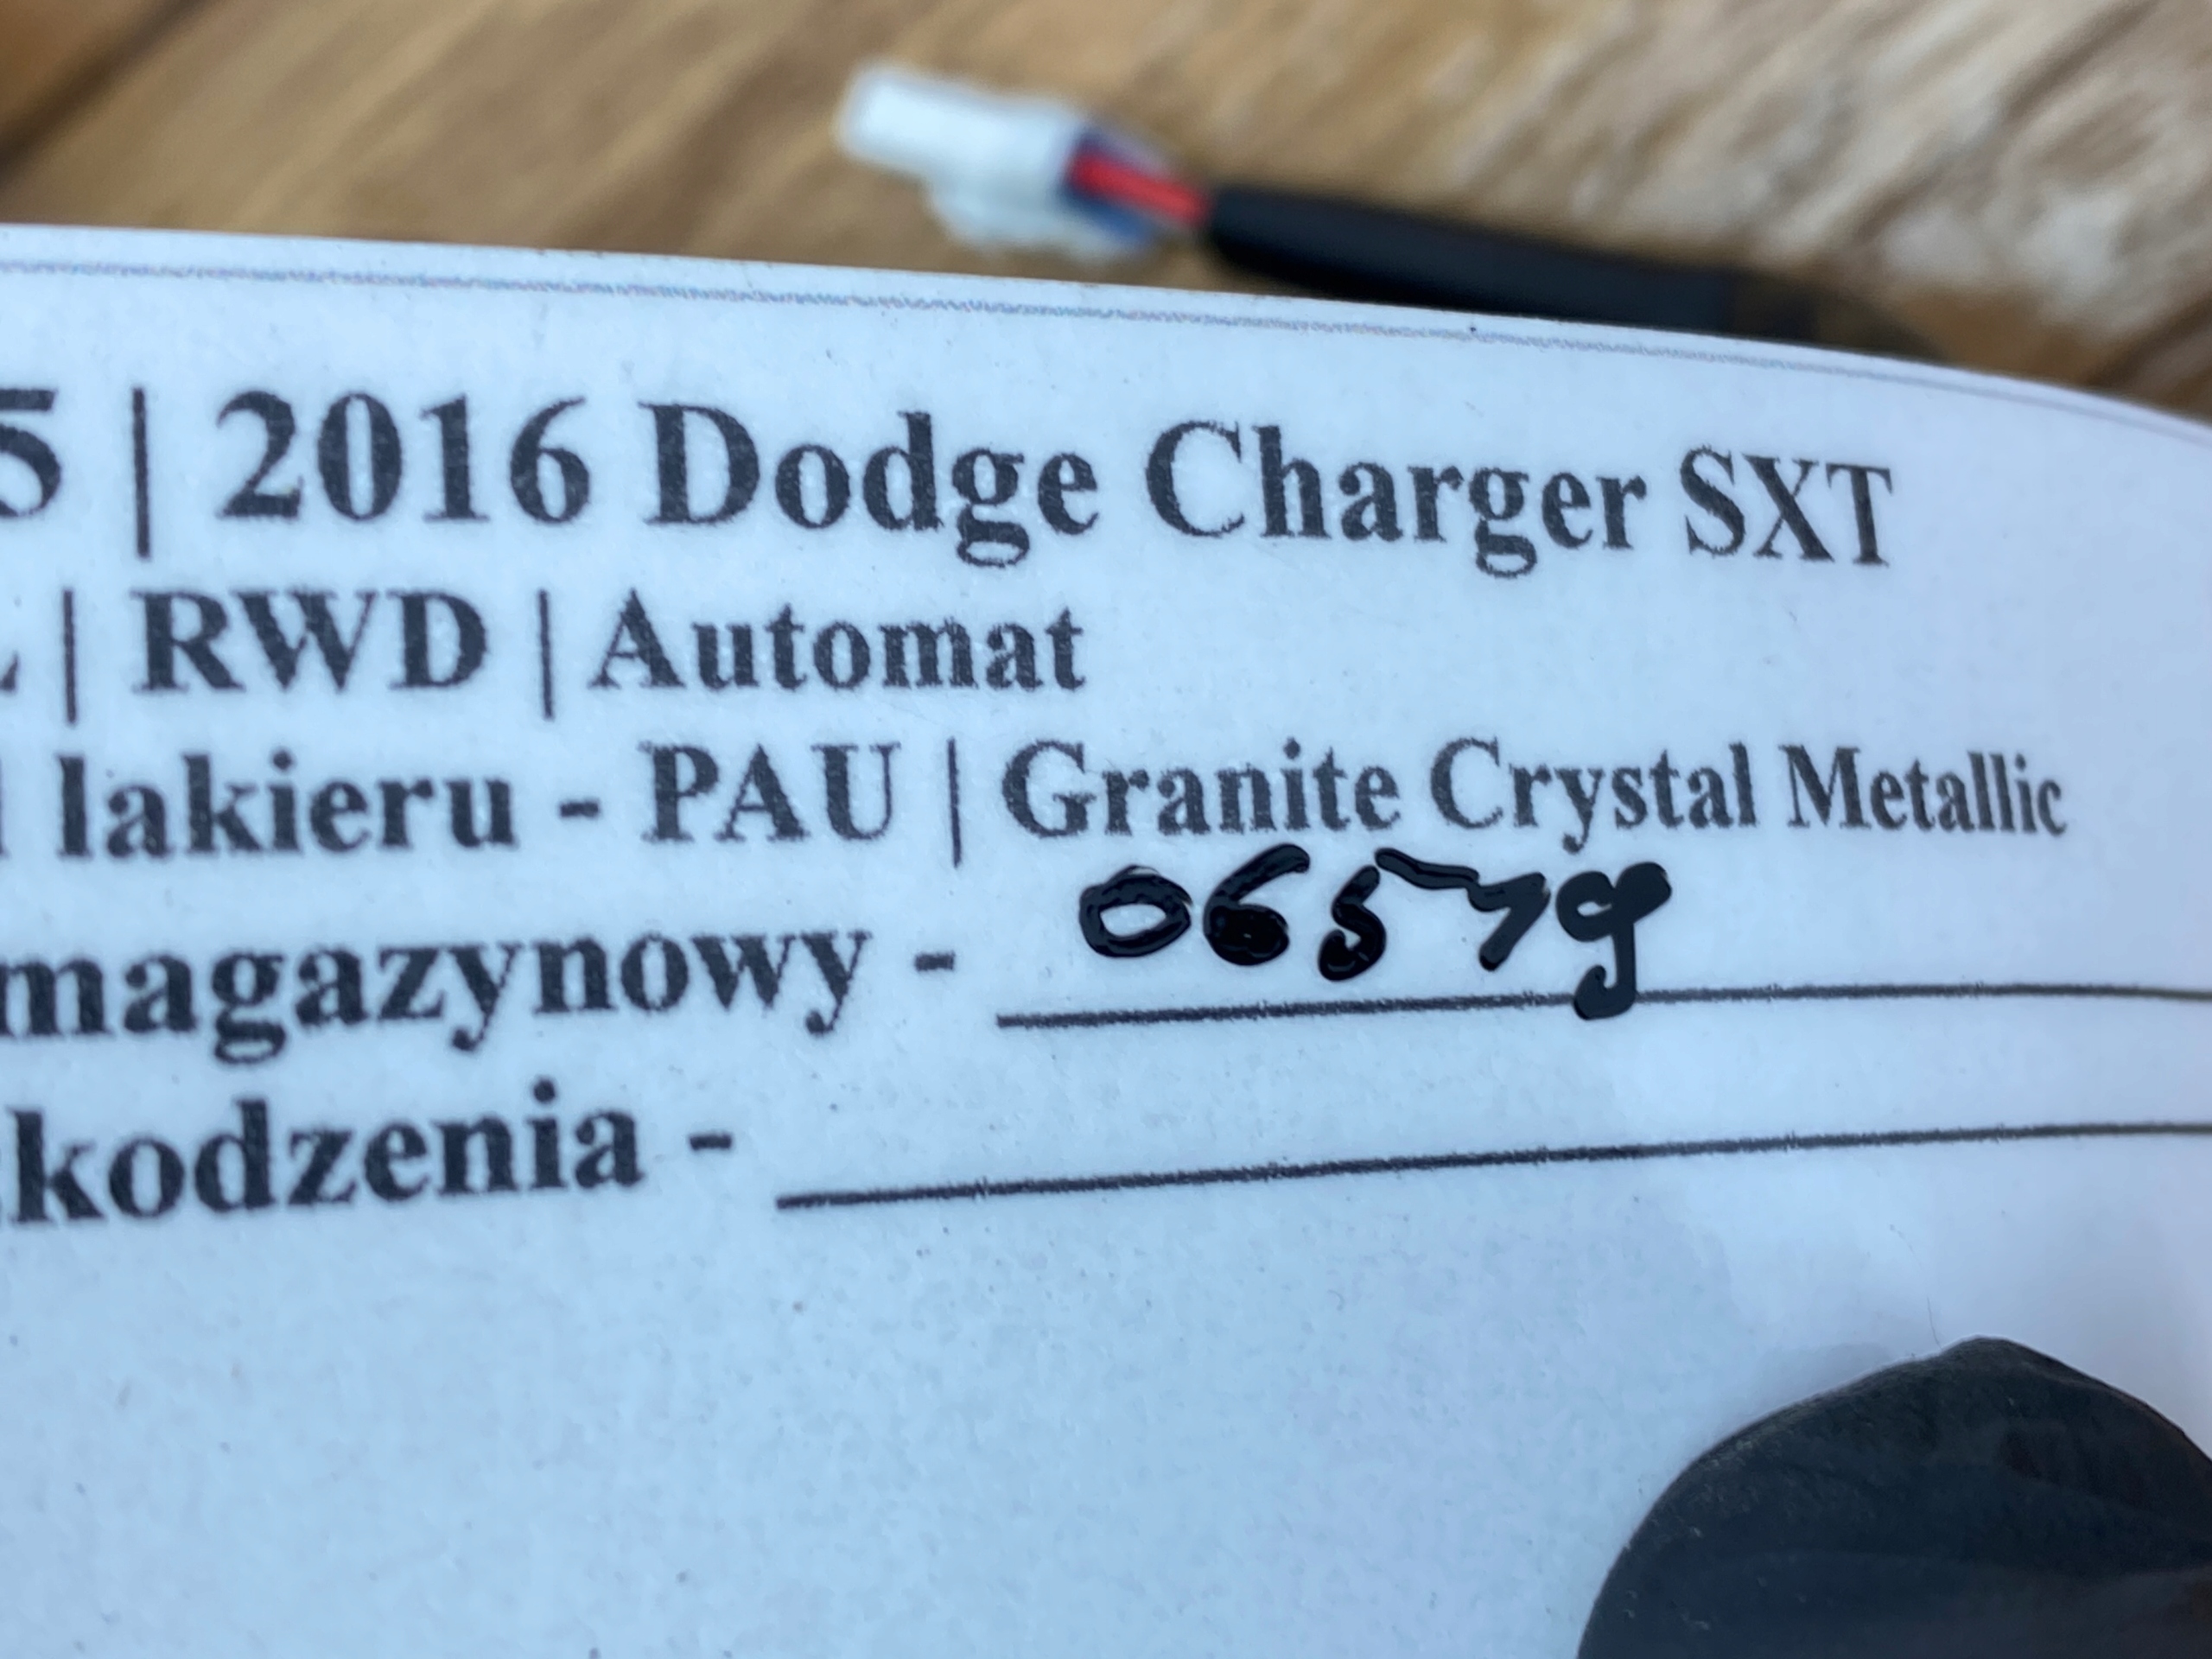 5 | 2016 Dodge Charger SXT
| RWD | Automat
lakieru - PAU | Granite Crystal Metallic
magazynowy - 06579
kodzenia -